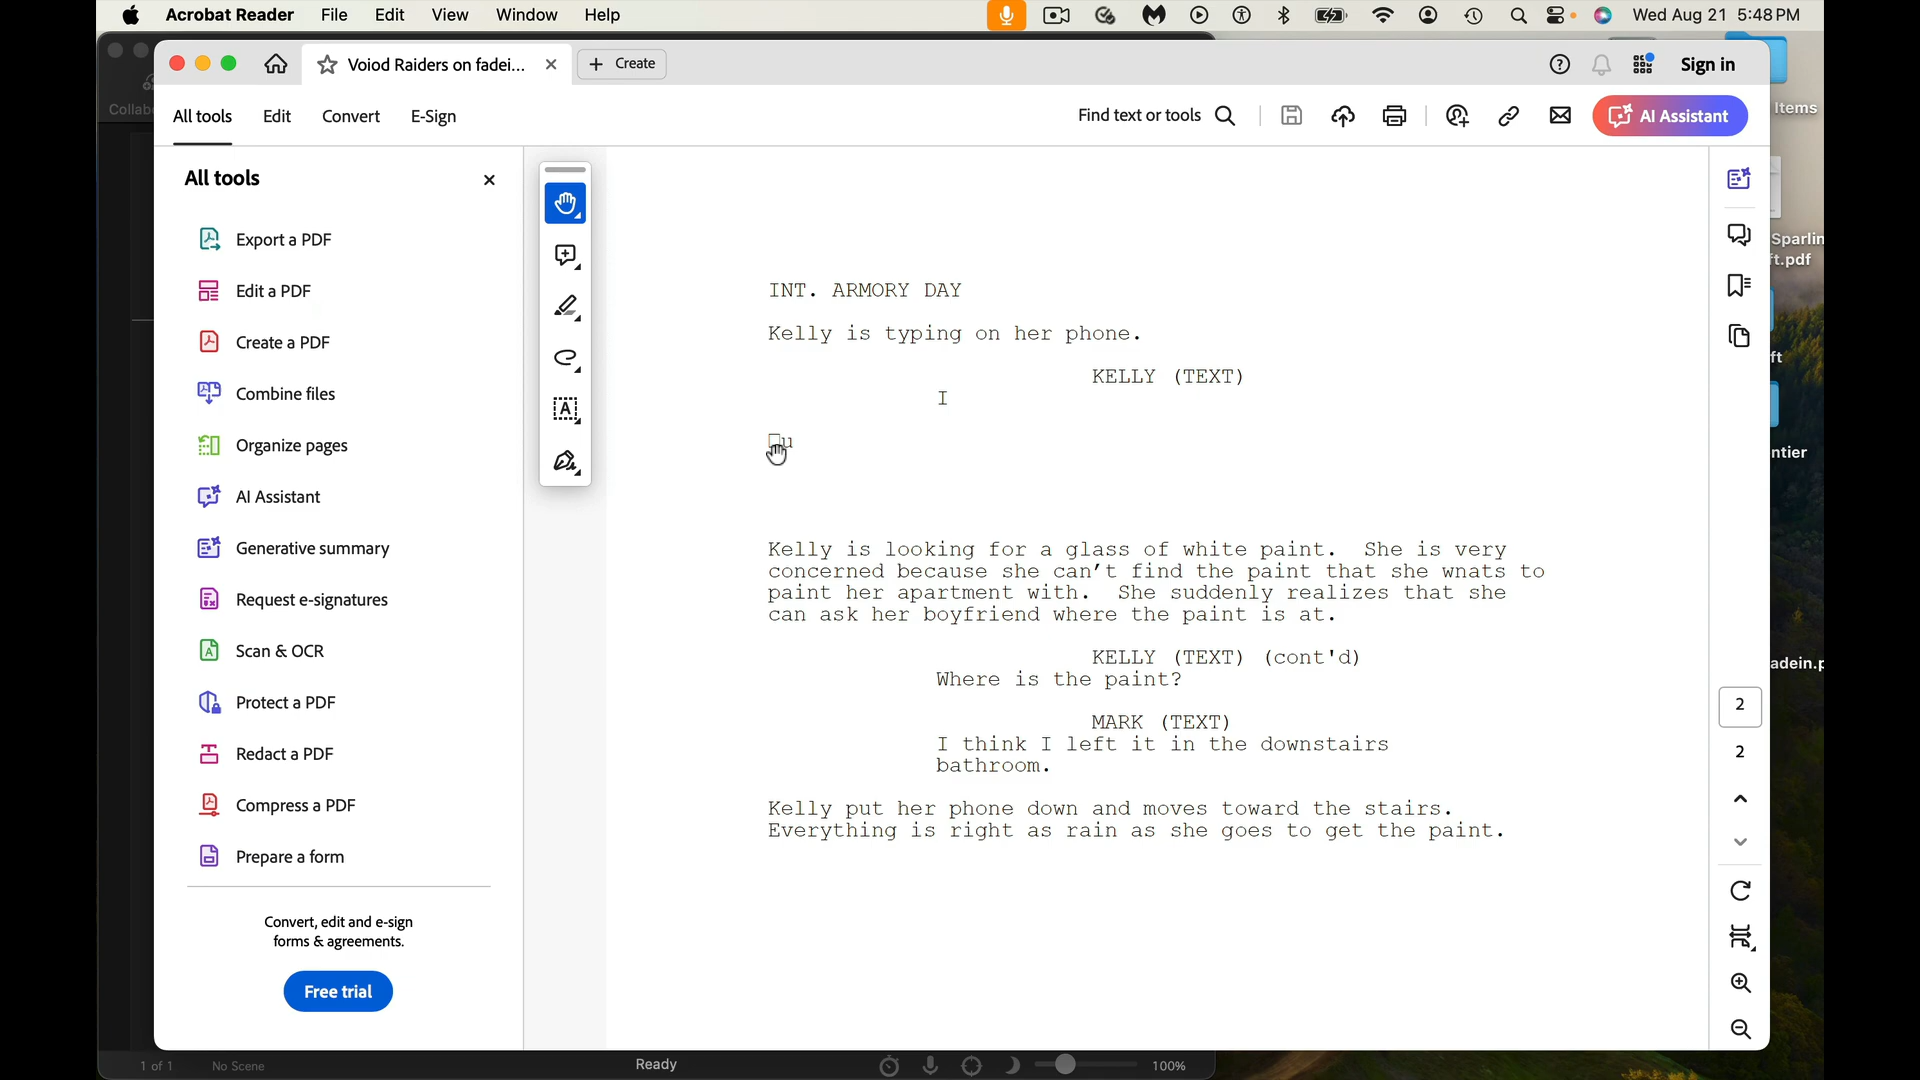 Acrobat Reader File Edit View Window Help Wed Aug 21 5:48 PM
Voiod Raiders on fadei... Create Sign in
Collab
All tools Edit Convert E-Sign Find text or tools AI Assistant
Items
All tools
Export a PDF
Edit a PDF
Create a PDF
Combine files
Organize pages
AI Assistant
Generative summary
Request e-signatures
Scan & OCR
Protect a PDF
Redact a PDF
Compress a PDF
Prepare a form
Convert, edit and e-sign
forms & agreements.
Free trial
INT. ARMORY DAY
Kelly is typing on her phone.
KELLY (TEXT)
I
u
Kelly is looking for a glass of white paint. She is very
concerned because she can’t find the paint that she wnats to
paint her apartment with. She suddenly realizes that she
can ask her boyfriend where the paint is at.
KELLY (TEXT) (cont'd)
Where is the paint?
MARK (TEXT)
I think I left it in the downstairs
bathroom.
Kelly put her phone down and moves toward the stairs.
Everything is right as rain as she goes to get the paint.
Sparlin
ft.pdf
ft
ntier
adein.p
2
2
1 of 1 No Scene Ready 100%